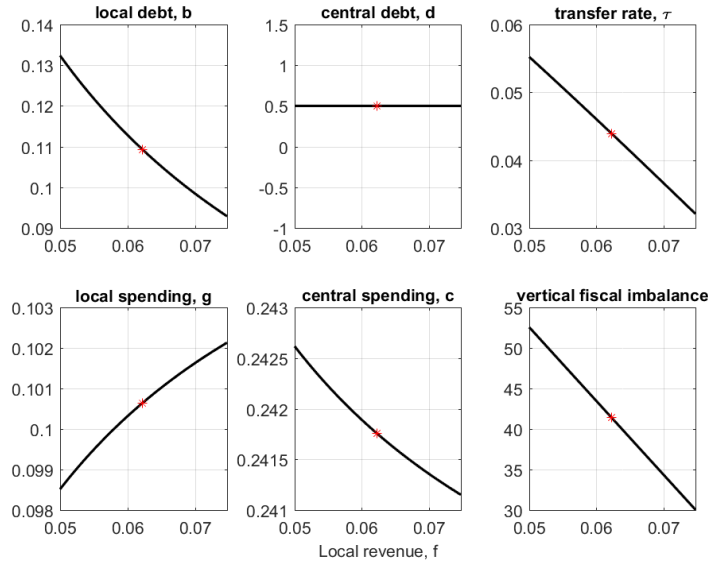 local debt, b
0.14
0.13
0.12
0.11
0.1
0.09
0.05 0.06 0.07
central debt, d
1.5
1
0.5
0
-0.5
-1
0.05 0.06 0.07
transfer rate, τ
0.06
0.05
0.04
0.03
0.05 0.06 0.07
local spending, g
0.103
0.102
0.101
0.1
0.099
0.098
0.05 0.06 0.07
central spending, c
0.243
0.2425
0.242
0.2415
0.241
0.05 0.06 0.07
Local revenue, f
vertical fiscal imbalance
55
50
45
40
35
30
0.05 0.06 0.07